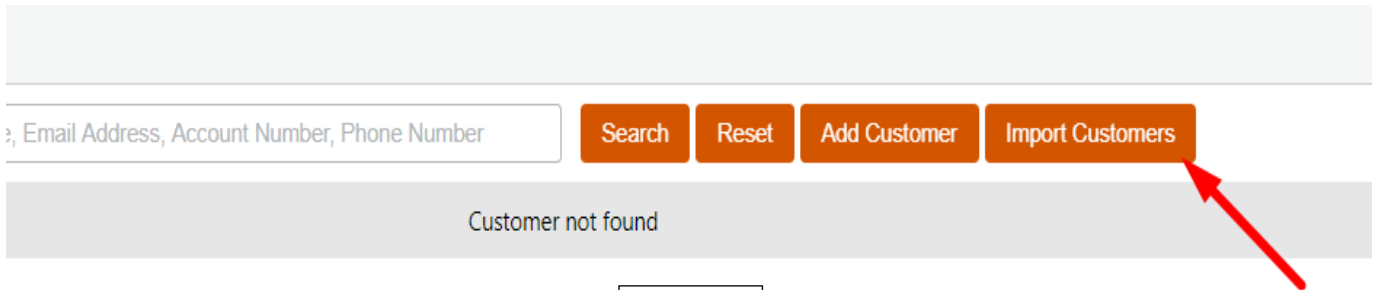 , Email Address, Account Number, Phone Number
Search
Reset
Add Customer
Import Customers
Customer not found